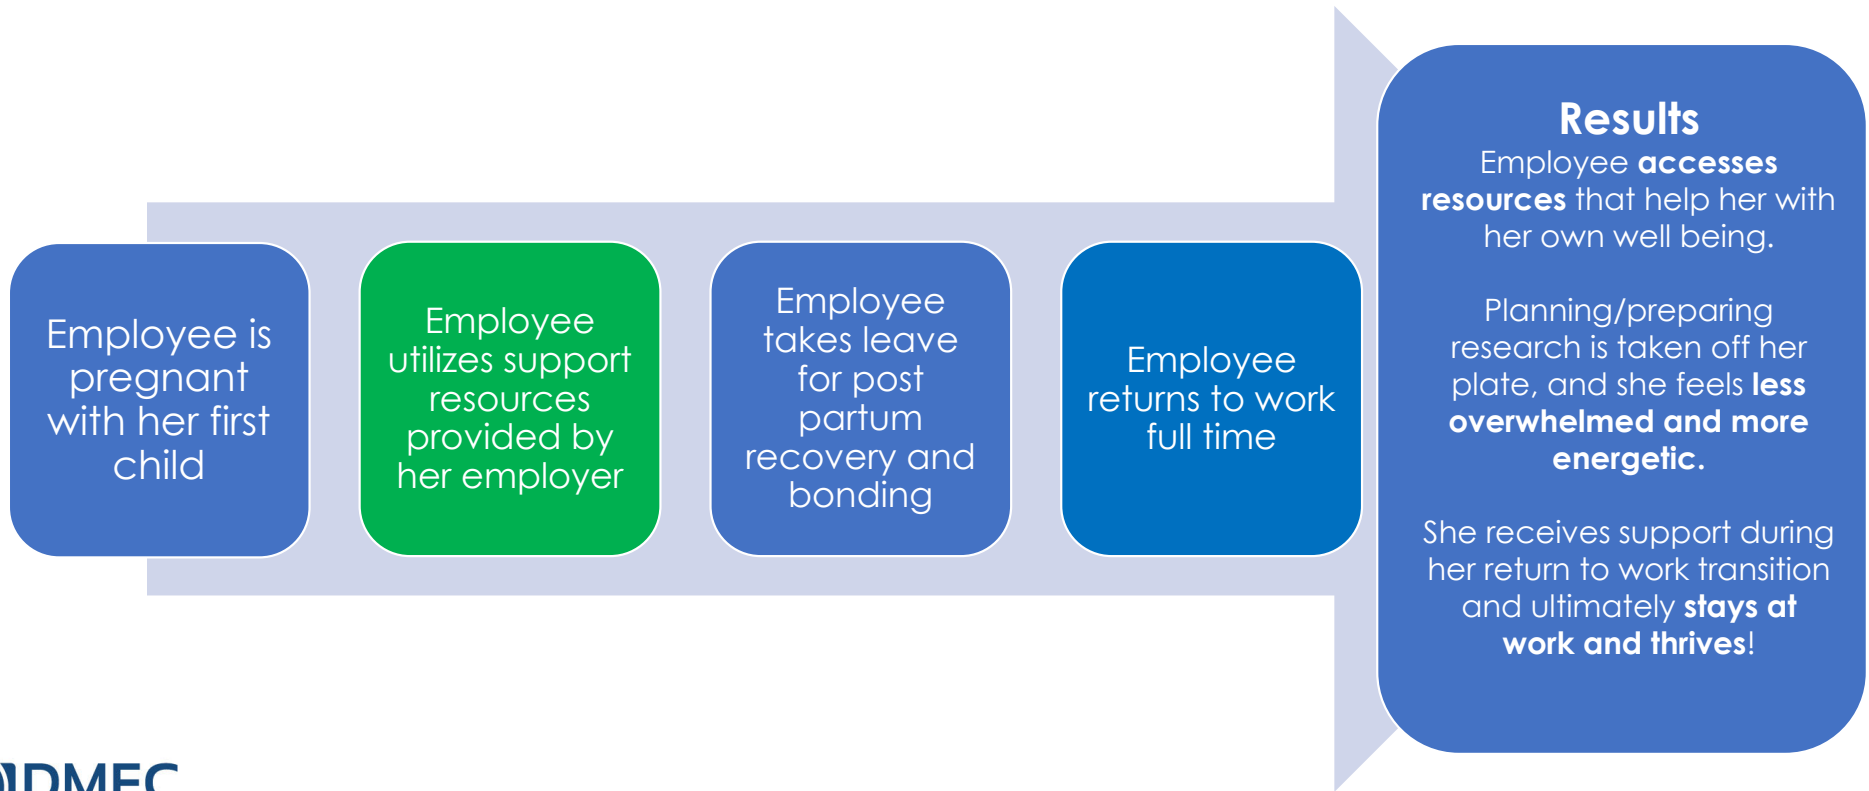 Employee is
pregnant
with her first
child
Employee
utilizes support
resources
provided by
her employer
Employee
takes leave
for post
partum
recovery and
bonding
Employee
returns to work
full time
Results
Employee accesses
resources that help her with
her own well being.
Planning/preparing
research is taken off her
plate, and she feels less
overwhelmed and more
energetic.
She receives support during
her return to work transition
and ultimately stays at
work and thrives!
DMEC